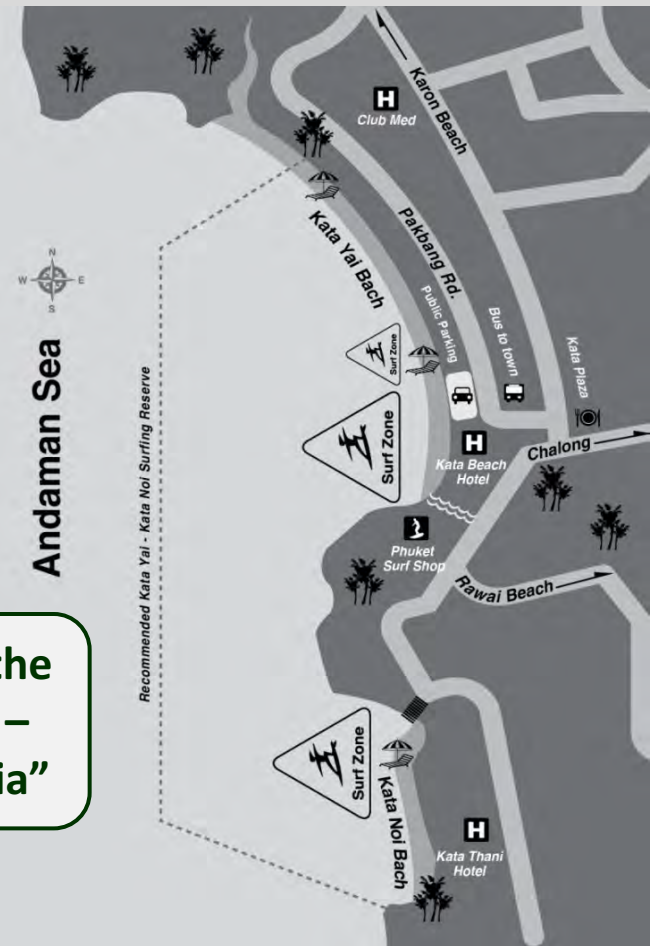 Karon Beach
H
Club Med
Pakbang Rd.
Kata Yai Bach
Public Parking
Bus to town
Kata Plaza
N
W E
S
Andaman Sea
Recommended Kata Yai - Kata Noi Surfing Reserve
Surf Zone
Surf Zone
H
Kata Beach
Hotel
Chalong
Phuket
Surf Shop
Rawai Beach
the
–
ia”
Surf Zone
Kata Noi Bach
H
Kata Thani
Hotel